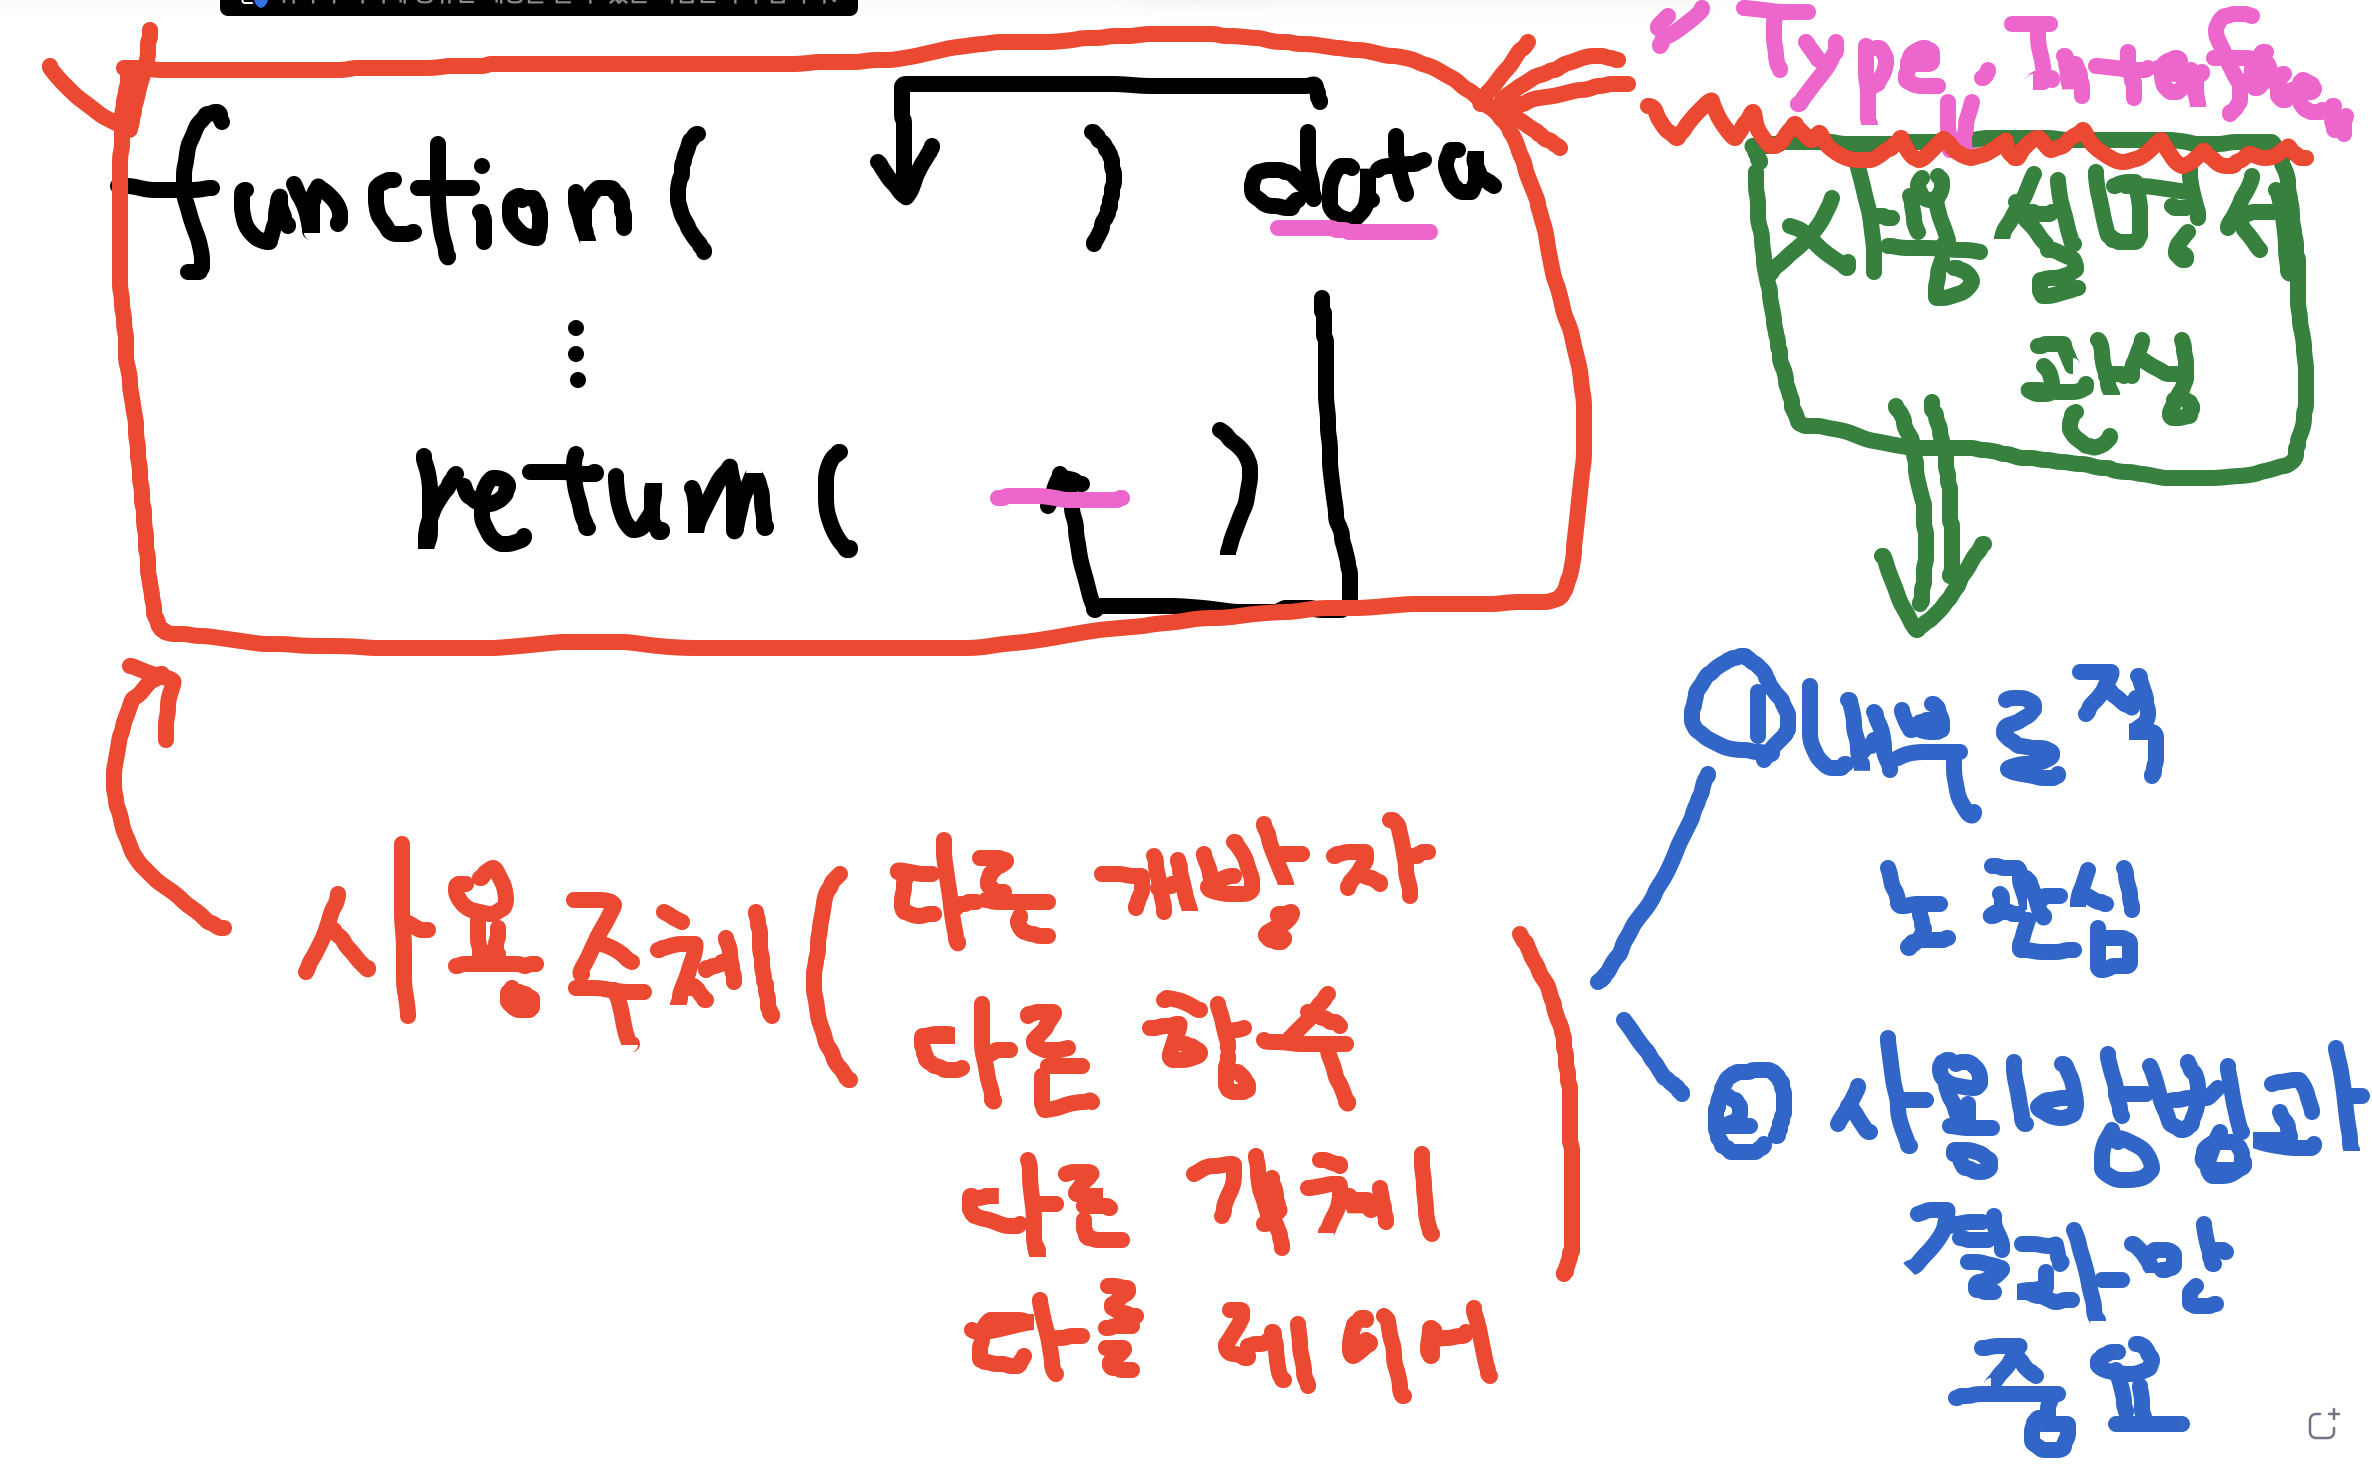 Type, Interface
function( ) data
사용 설명서
관성
return( )
① 내부 로직
노관심
사용 주체 ( 다른 개발자
다른 함수
다른 객체
다를 레이어 )
② 사용방법과
결과만
중요